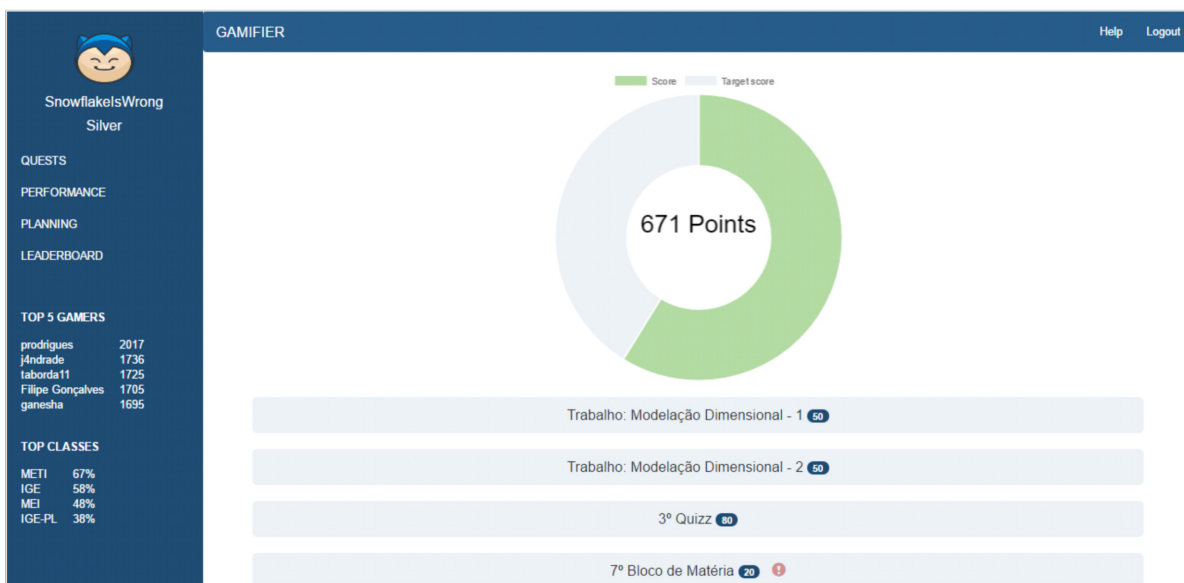 GAMIFIER
Help Logout
SnowflakeIsWrong
Silver
QUESTS
PERFORMANCE
PLANNING
LEADERBOARD
TOP 5 GAMERS
prodrigues 2017
j4ndrade 1736
taborda11 1725
Filipe Gonçalves 1705
ganesha 1695
TOP CLASSES
METI 67%
IGE 58%
MEI 48%
IGE-PL 38%
Score Target score
671 Points
Trabalho: Modelação Dimensional - 1 50
Trabalho: Modelação Dimensional - 2 50
3º Quizz 80
7º Bloco de Matéria 20 !